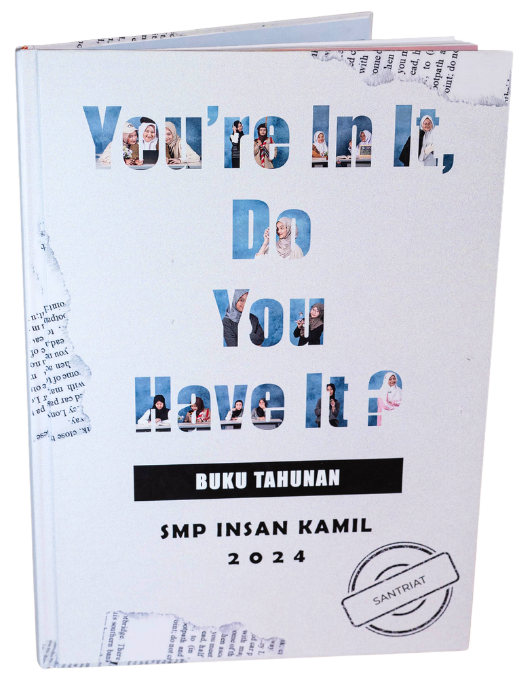 You're In It,
Do
You
Have It ?
BUKU TAHUNAN
SMP INSAN KAMIL
2024
SANTRIAT